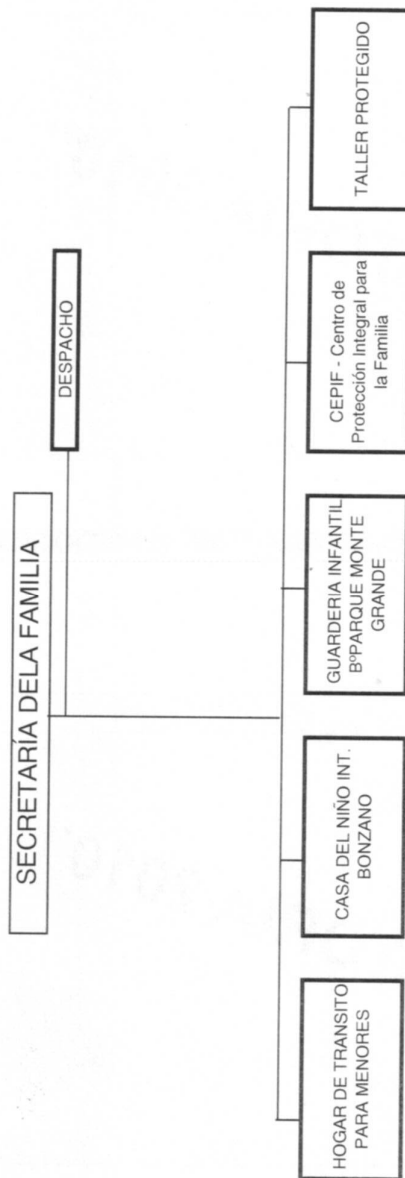 SECRETARÍA DELA FAMILIA
DESPACHO
HOGAR DE TRANSITO
PARA MENORES
CASA DEL NIÑO INT.
BONZANO
GUARDERIA INFANTIL
BºPARQUE MONTE
GRANDE
CEPIF - Centro de
Protección Integral para
la Familia
TALLER PROTEGIDO